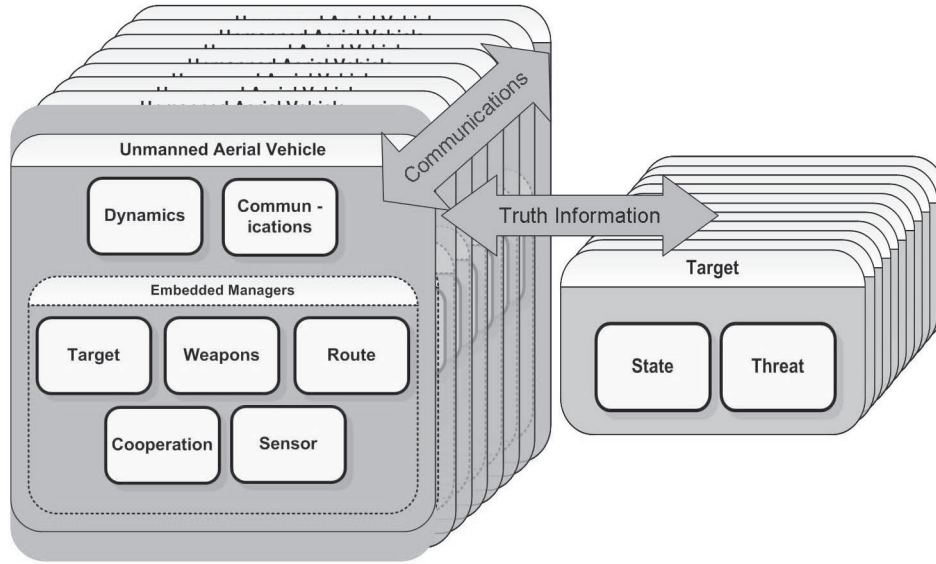 Unmanned Aerial Vehicle
Communications
Truth Information
Dynamics
Commun -
ications
Embedded Managers
Target
Weapons
Route
Cooperation
Sensor
Target
State
Threat